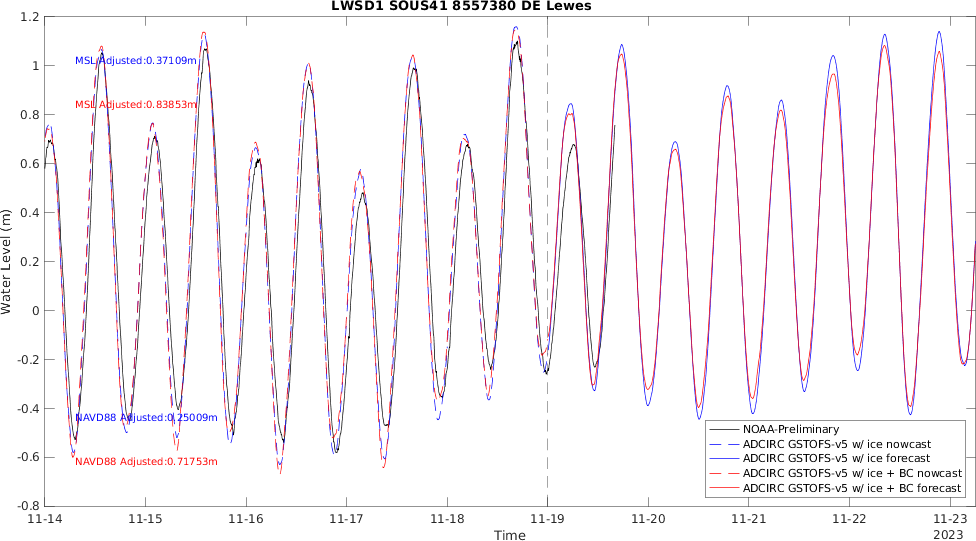 LWSD1 SOUS41 8557380 DE Lewes
1.2
1
0.8
0.6
0.4
0.2
0
-0.2
-0.4
-0.6
-0.8
Water Level (m)
MSL Adjusted:0.37109m
MSL Adjusted:0.83853m
NAVD88 Adjusted:0.25009m
NAVD88 Adjusted:0.71753m
NOAA-Preliminary
ADCIRC GSTOFS-v5 w/ ice nowcast
ADCIRC GSTOFS-v5 w/ ice forecast
ADCIRC GSTOFS-v5 w/ ice + BC nowcast
ADCIRC GSTOFS-v5 w/ ice + BC forecast
11-14 11-15 11-16 11-17 11-18 11-19 11-20 11-21 11-22 11-23
Time
2023